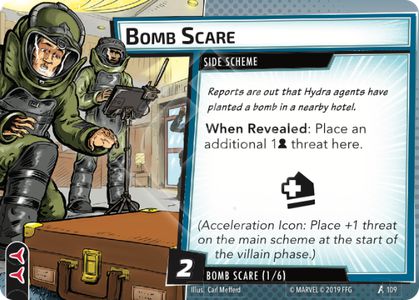 BOMB SCARE
SIDE SCHEME
Reports are out that Hydra agents have
planted a bomb in a nearby hotel.
When Revealed: Place an
additional 1 threat here.
(Acceleration Icon: Place +1 threat
on the main scheme at the start of
the villain phase.)
2
BOMB SCARE (1/6)
Illus. Carl Mefferd
© MARVEL © 2019 FFG
109